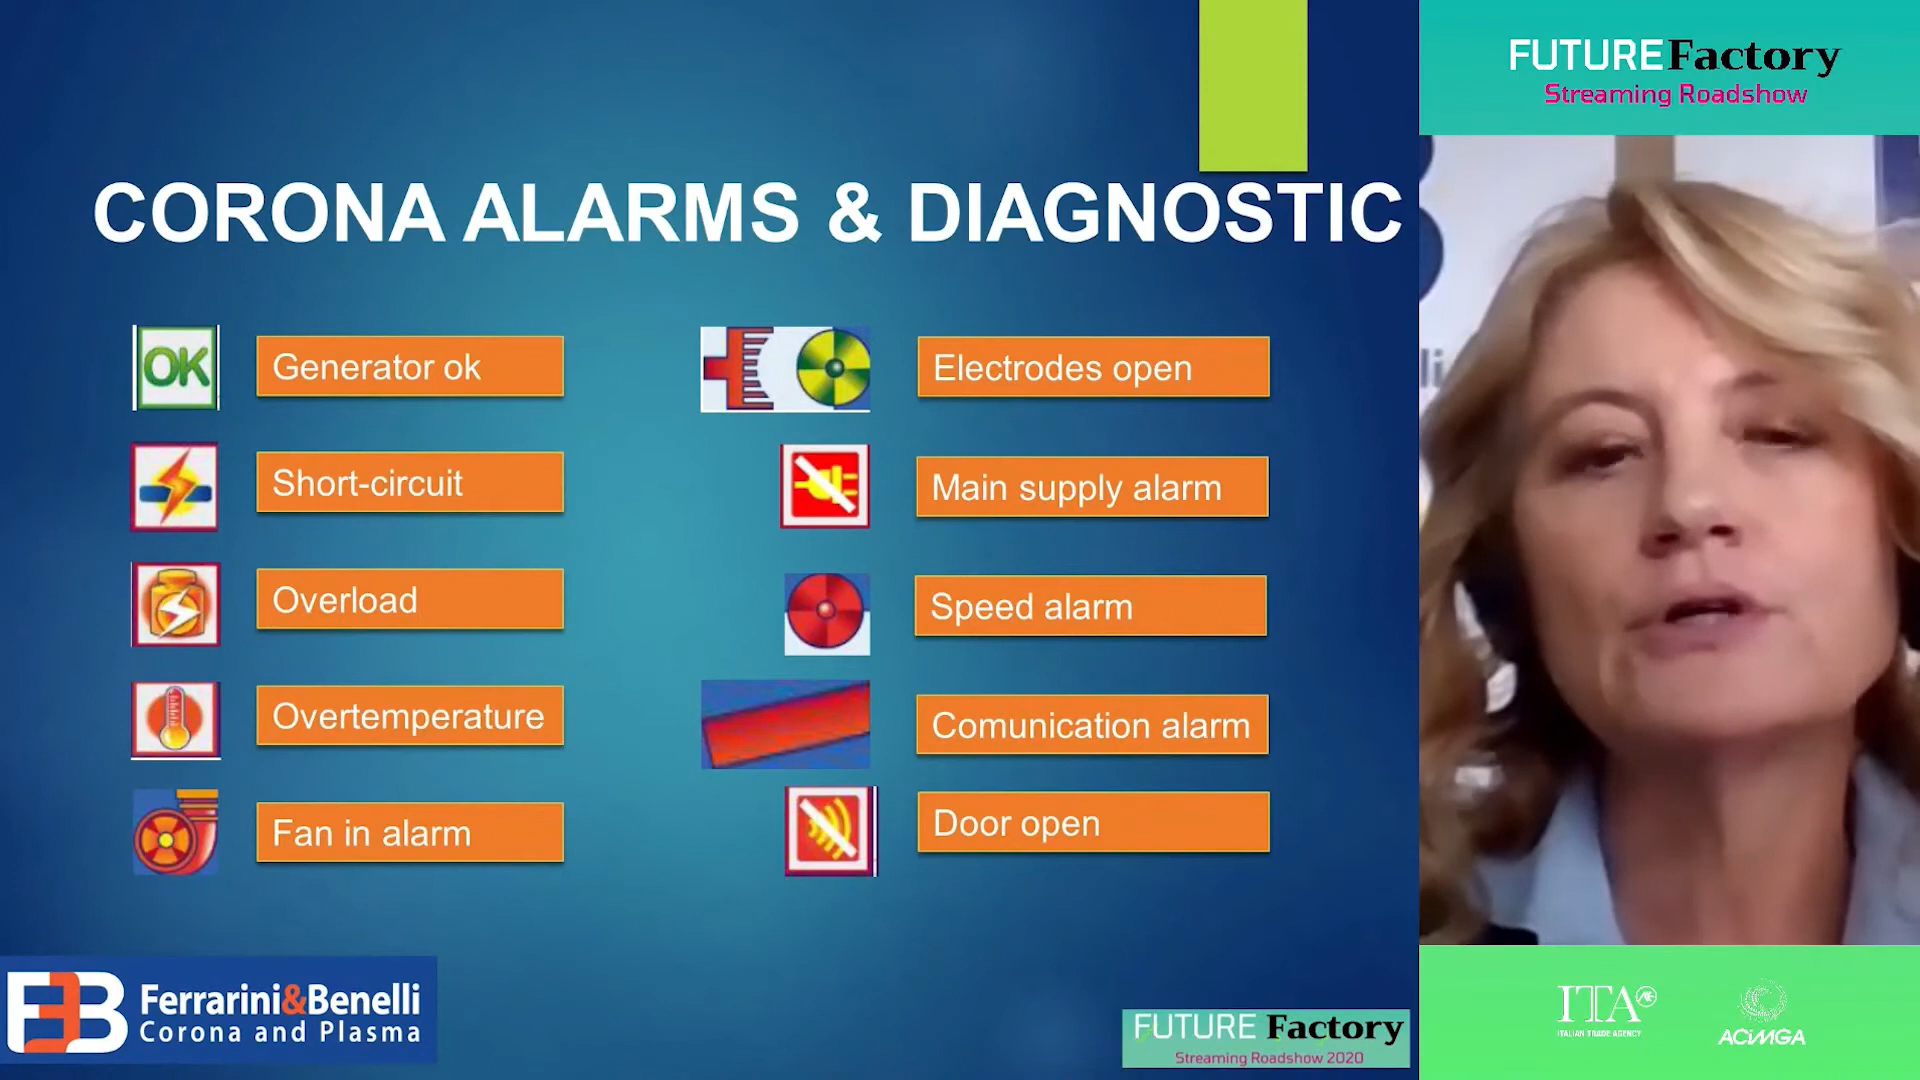 CORONA ALARMS & DIAGNOSTIC
OK
Generator ok
Short-circuit
Overload
Overtemperature
Fan in alarm
Electrodes open
Main supply alarm
Speed alarm
Comunication alarm
Door open
Ferrarini&Benelli
Corona and Plasma
FUTURE Factory
Streaming Roadshow 2020
FUTURE Factory
Streaming Roadshow
li
ITA
ITALIAN TRADE AGENCY
ACIMGA